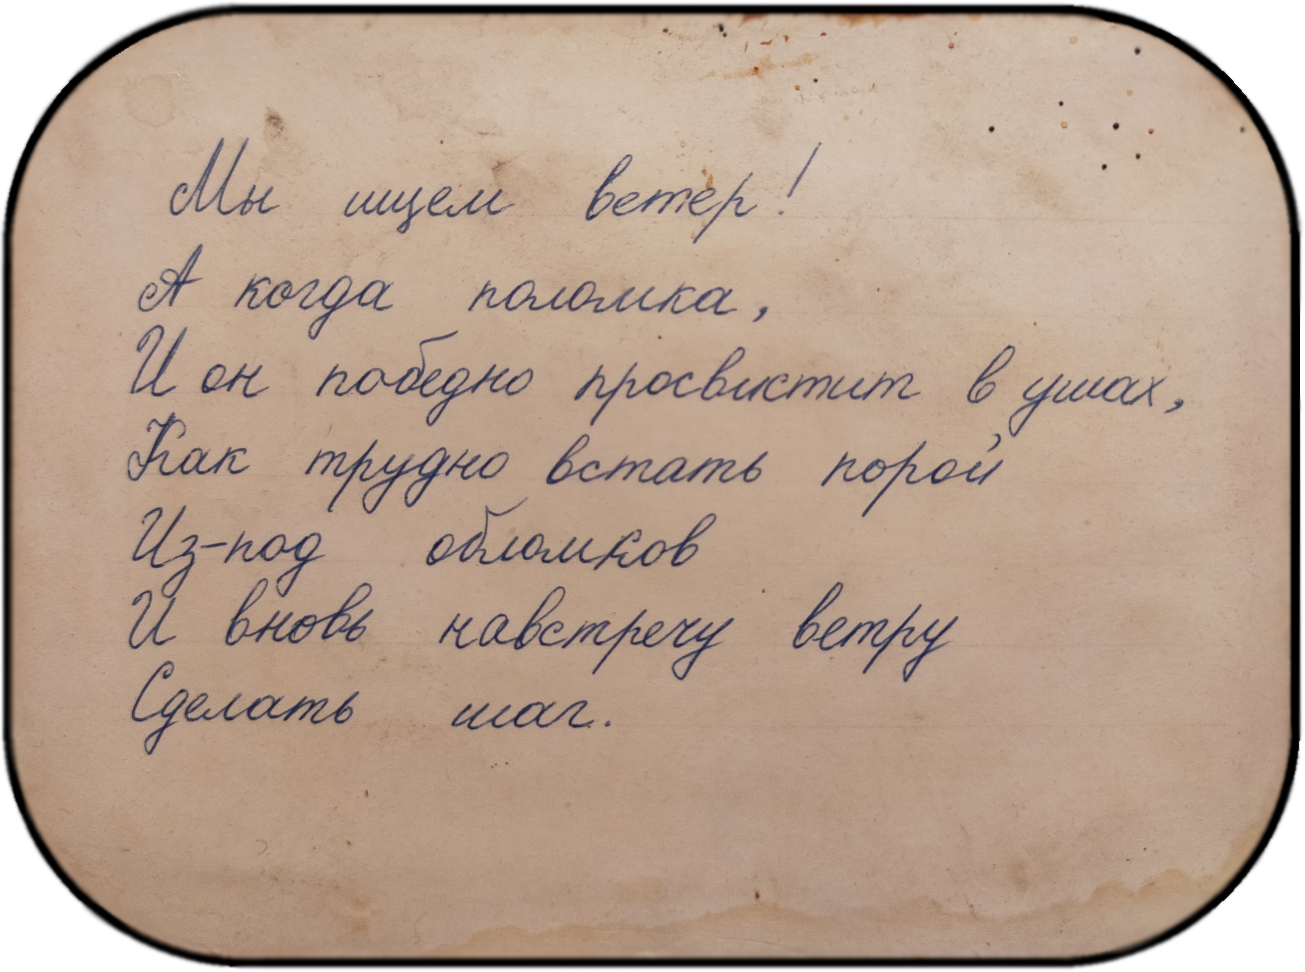 Мы ищем ветер!
А когда поломка,
И он победно просвистит в ушах,
Как трудно встать порой
Из-под обломков
И вновь навстречу ветру
Сделать шаг.